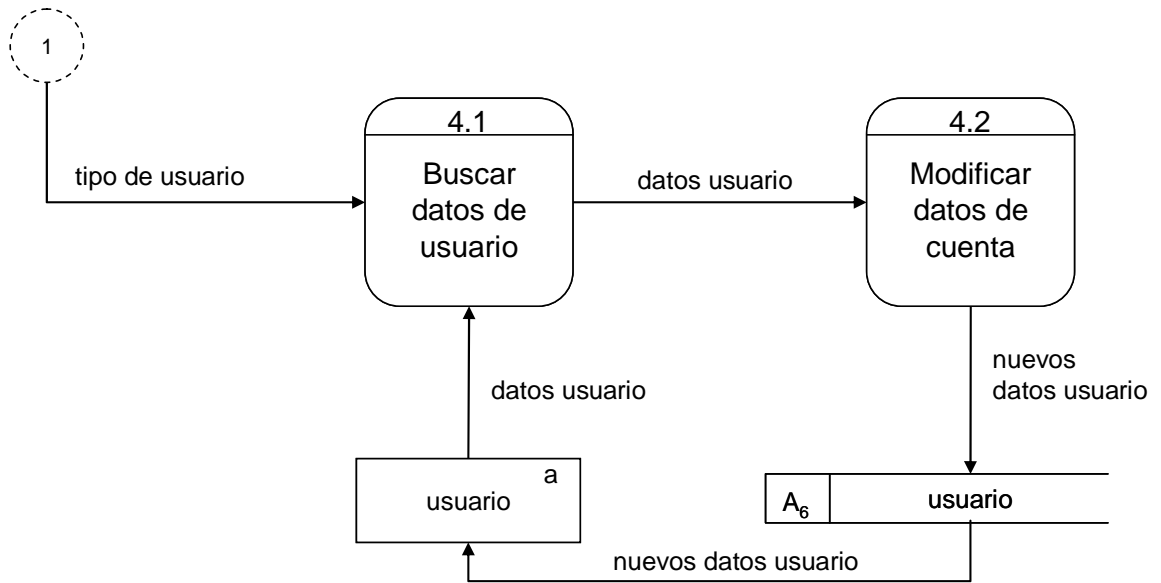 1
4.1
4.2
tipo de usuario
Buscar
datos de
usuario
datos usuario
Modificar
datos de
cuenta
datos usuario
nuevos
datos usuario
a
usuario
A6
usuario
nuevos datos usuario